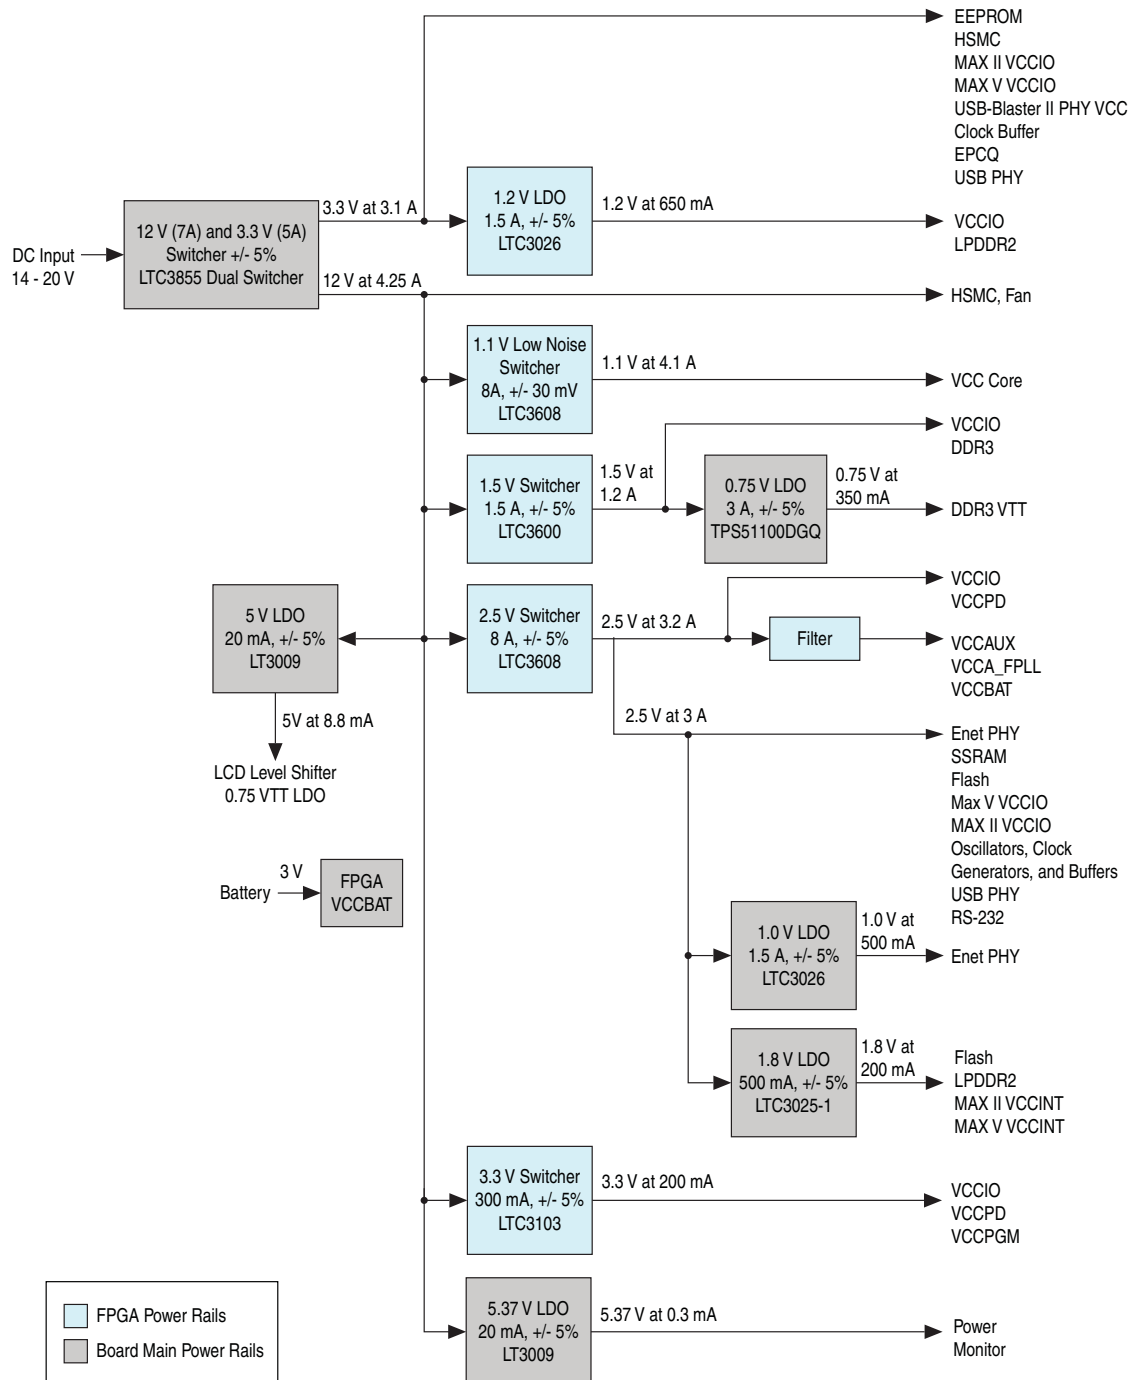 EEPROM
HSMC
MAX II VCCIO
MAX V VCCIO
USB-Blaster II PHY VCC
Clock Buffer
EPCQ
USB PHY
DC Input
14 - 20 V
12 V (7A) and 3.3 V (5A)
Switcher +/- 5%
LTC3855 Dual Switcher
3.3 V at 3.1 A
1.2 V LDO
1.5 A, +/- 5%
LTC3026
1.2 V at 650 mA
VCCIO
LPDDR2
12 V at 4.25 A
HSMC, Fan
1.1 V Low Noise
Switcher
8A, +/- 30 mV
LTC3608
1.1 V at 4.1 A
VCC Core
1.5 V Switcher
1.5 A, +/- 5%
LTC3600
1.5 V at
1.2 A
VCCIO
DDR3
0.75 V LDO
3 A, +/- 5%
TPS51100DGQ
0.75 V at
350 mA
DDR3 VTT
5 V LDO
20 mA, +/- 5%
LT3009
5V at 8.8 mA
LCD Level Shifter
0.75 VTT LDO
2.5 V Switcher
8 A, +/- 5%
LTC3608
2.5 V at 3.2 A
VCCIO
VCCPD
Filter
VCCAUX
VCCA_FPLL
VCCBAT
2.5 V at 3 A
Enet PHY
SSRAM
Flash
Max V VCCIO
MAX II VCCIO
Oscillators, Clock
Generators, and Buffers
USB PHY
RS-232
Battery
3 V
FPGA
VCCBAT
1.0 V LDO
1.5 A, +/- 5%
LTC3026
1.0 V at
500 mA
Enet PHY
1.8 V LDO
500 mA, +/- 5%
LTC3025-1
1.8 V at
200 mA
Flash
LPDDR2
MAX II VCCINT
MAX V VCCINT
3.3 V Switcher
300 mA, +/- 5%
LTC3103
3.3 V at 200 mA
VCCIO
VCCPD
VCCPGM
5.37 V LDO
20 mA, +/- 5%
LT3009
5.37 V at 0.3 mA
Power
Monitor
FPGA Power Rails
Board Main Power Rails